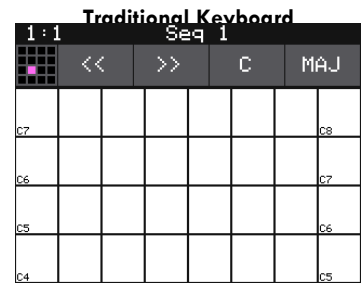 Traditional Keyboard
1:1 Seq 1
<< >> C MAJ
C7 C8
C6 C7
C5 C6
C4 C5